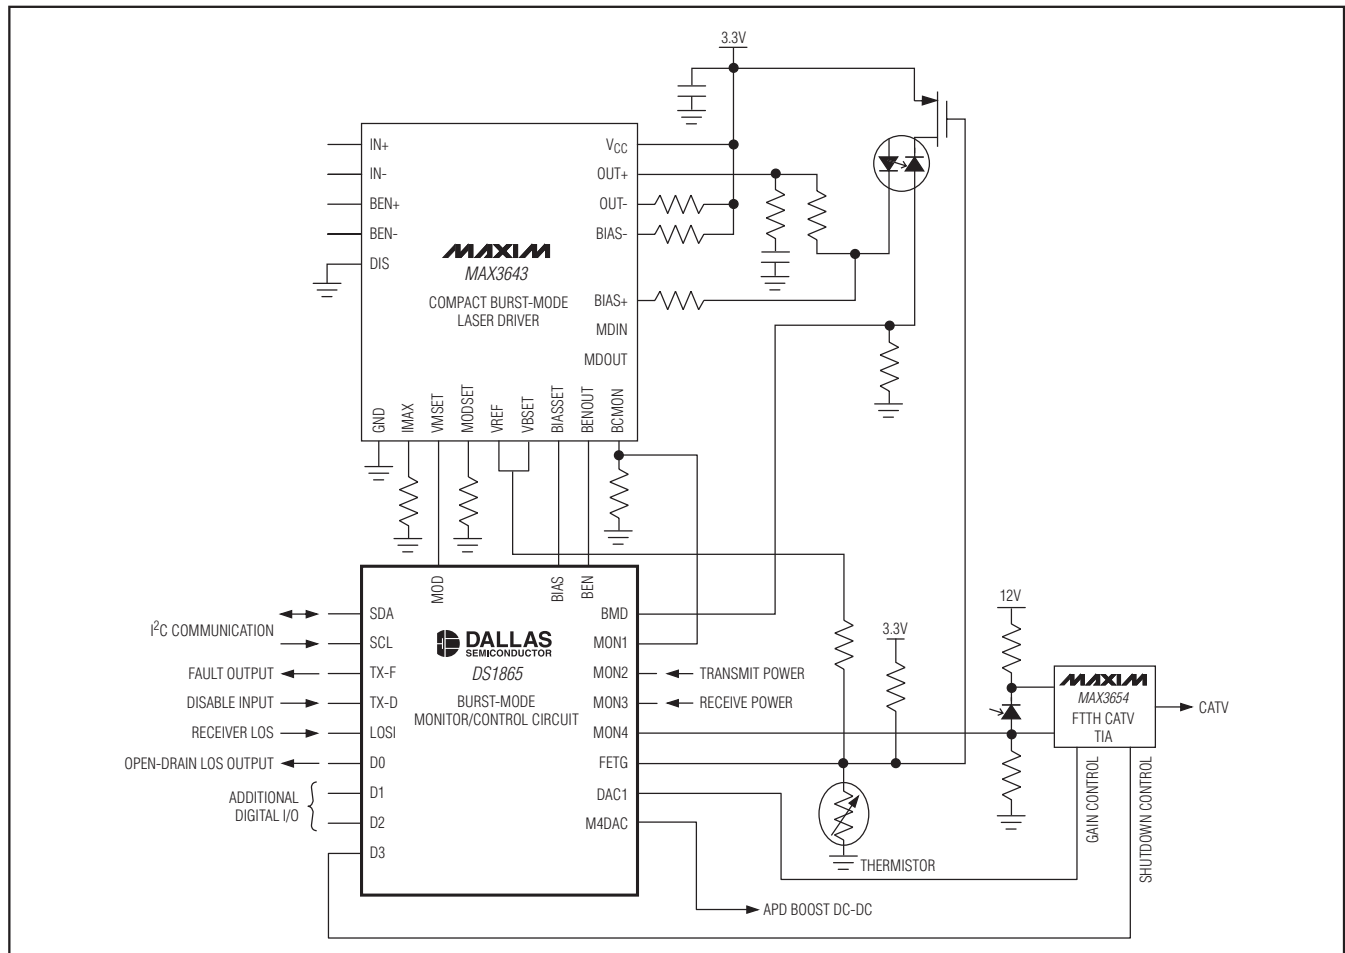 3.3V
IN+
IN-
BEN+
BEN-
DIS
VCC
OUT+
OUT-
BIAS-
BIAS+
MDIN
MDOUT
MAXIM
MAX3643
COMPACT BURST-MODE
LASER DRIVER
GND
IMAX
VMSET
MODSET
VREF
VBSET
BIASSET
BENOUT
BCMON
MOD
BIAS
BEN
I²C COMMUNICATION
FAULT OUTPUT
DISABLE INPUT
RECEIVER LOS
OPEN-DRAIN LOS OUTPUT
ADDITIONAL
DIGITAL I/O
SDA
SCL
TX-F
TX-D
LOSI
D0
D1
D2
D3
DALLAS
SEMICONDUCTOR
DS1865
BURST-MODE
MONITOR/CONTROL CIRCUIT
BMD
MON1
MON2
MON3
MON4
FETG
DAC1
M4DAC
TRANSMIT POWER
RECEIVE POWER
3.3V
THERMISTOR
APD BOOST DC-DC
12V
MAXIM
MAX3654
FTTH CATV
TIA
CATV
GAIN CONTROL
SHUTDOWN CONTROL